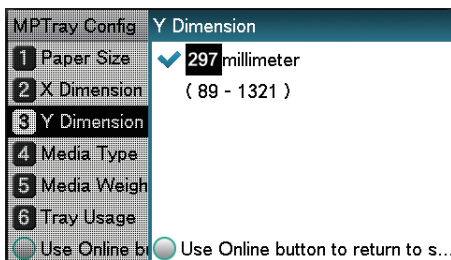 MPTray Config
1 Paper Size
2 X Dimension
3 Y Dimension
4 Media Type
5 Media Weigh
6 Tray Usage
Use Online b
Y Dimension
297 millimeter
( 89 - 1321 )
Use Online button to return to s...